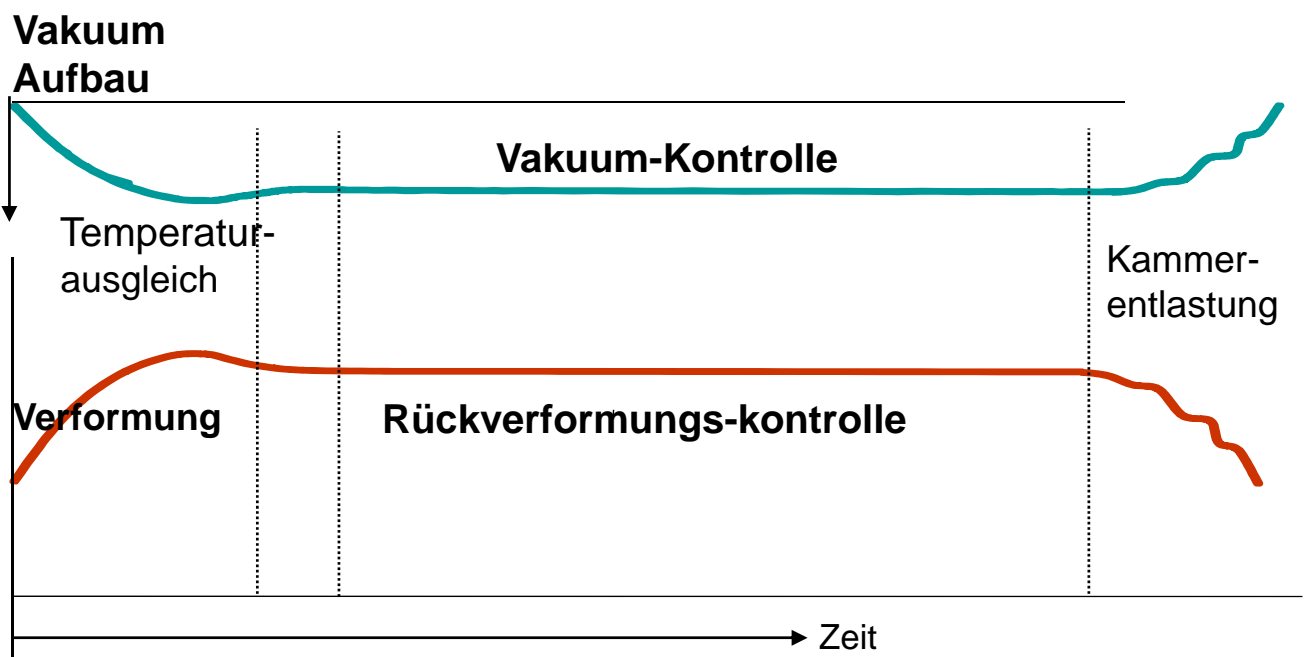 Vakuum
Aufbau
Vakuum-Kontrolle
Temperatur-
ausgleich
Kammer-
entlastung
Verformung
Rückverformungs-kontrolle
Zeit